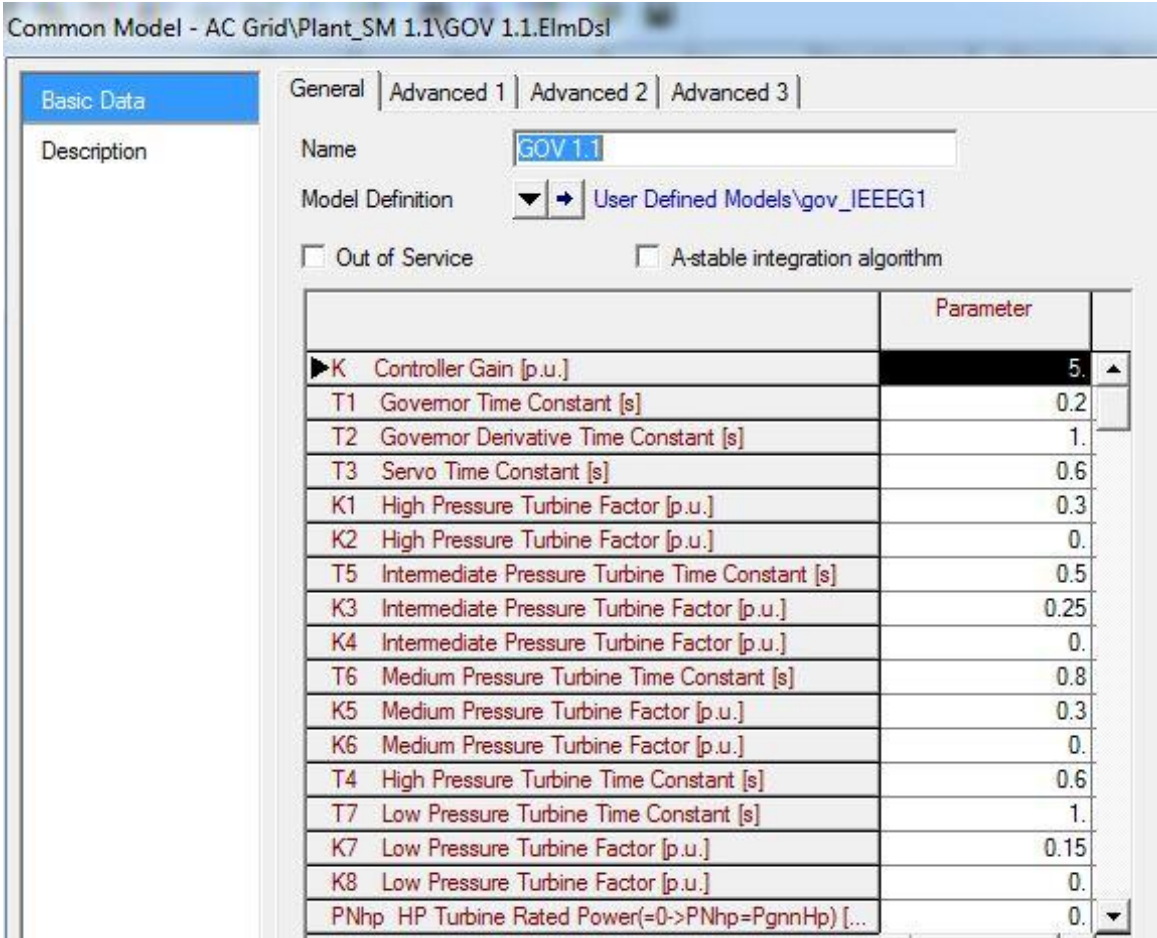 Common Model - AC Grid\Plant_SM 1.1\GOV 1.1.ElmDsl
Basic Data
Description
General Advanced 1 Advanced 2 Advanced 3
Name GOV 1.1
Model Definition User Defined Models\gov_IEEEG1
Out of Service A-stable integration algorithm
Parameter
K Controller Gain [p.u.] 5.
T1 Governor Time Constant [s] 0.2
T2 Governor Derivative Time Constant [s] 1.
T3 Servo Time Constant [s] 0.6
K1 High Pressure Turbine Factor [p.u.] 0.3
K2 High Pressure Turbine Factor [p.u.] 0.
T5 Intermediate Pressure Turbine Time Constant [s] 0.5
K3 Intermediate Pressure Turbine Factor [p.u.] 0.25
K4 Intermediate Pressure Turbine Factor [p.u.] 0.
T6 Medium Pressure Turbine Time Constant [s] 0.8
K5 Medium Pressure Turbine Factor [p.u.] 0.3
K6 Medium Pressure Turbine Factor [p.u.] 0.
T4 High Pressure Turbine Time Constant [s] 0.6
T7 Low Pressure Turbine Time Constant [s] 1.
K7 Low Pressure Turbine Factor [p.u.] 0.15
K8 Low Pressure Turbine Factor [p.u.] 0.
PNhp HP Turbine Rated Power(=0->PNhp=PgnnHp) [... 0.